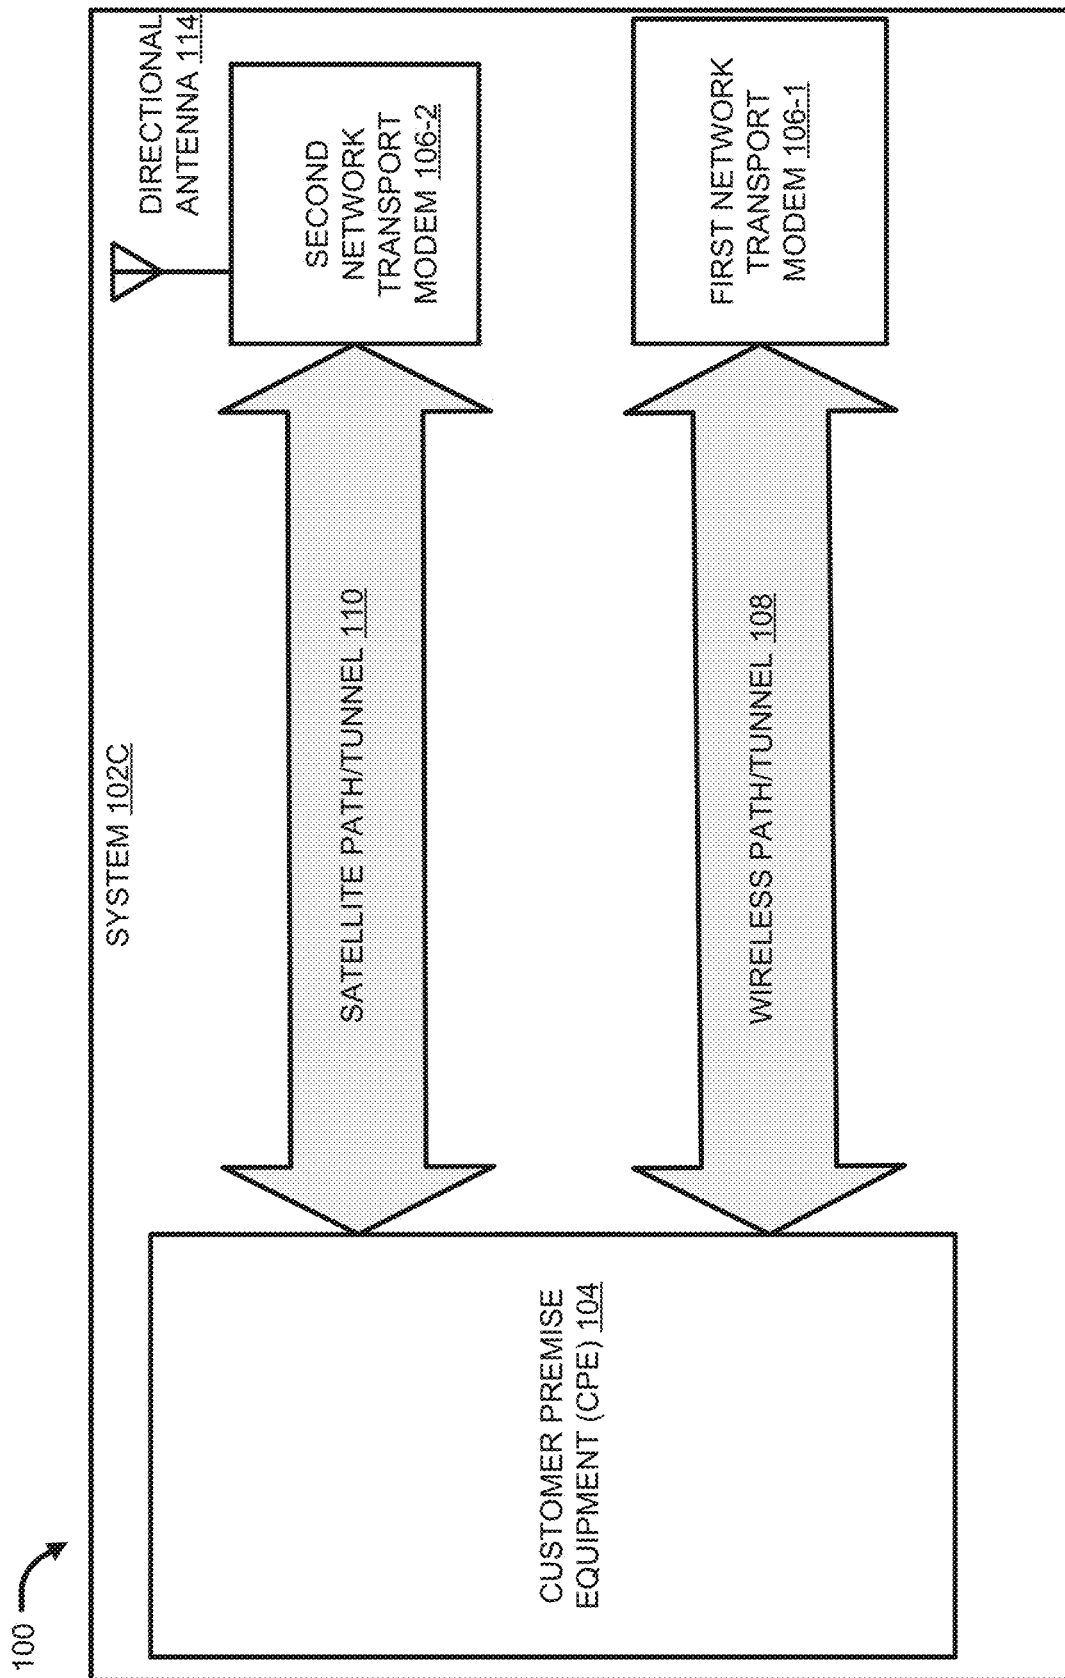 100
SYSTEM 102C
DIRECTIONAL
ANTENNA 114
CUSTOMER PREMISE
EQUIPMENT (CPE) 104
SATELLITE PATH/TUNNEL 110
SECOND
NETWORK
TRANSPORT
MODEM 106-2
WIRELESS PATH/TUNNEL 108
FIRST NETWORK
TRANSPORT
MODEM 106-1